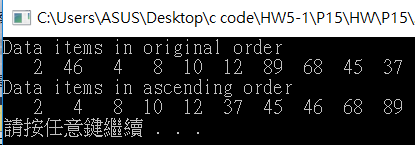 C:\Users\ASUS\Desktop\c code\HW5-1\P15\HW\P15\
Data items in original order
2 46 4 8 10 12 89 68 45 37
Data items in ascending order
2 4 8 10 12 37 45 46 68 89
請按任意鍵繼續 . . .